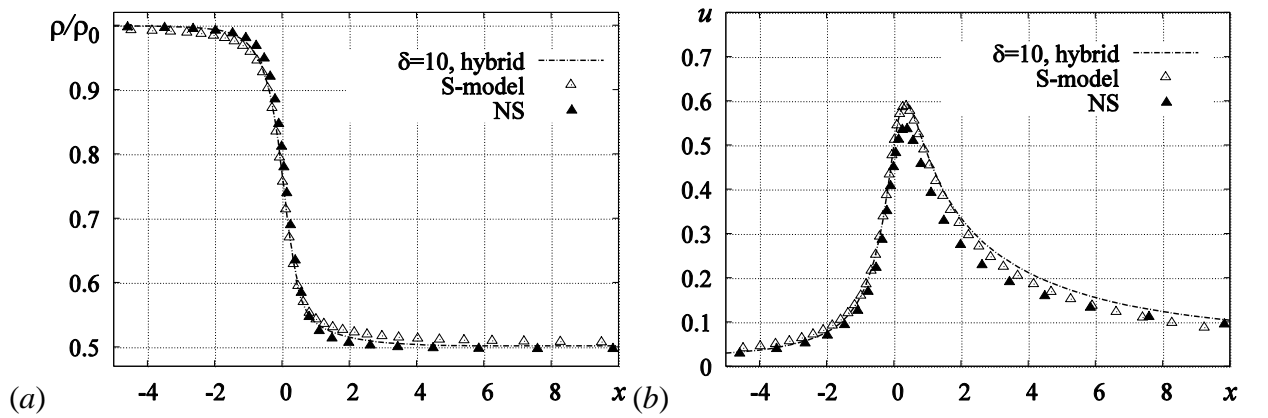 ρ/ρ0
0.9
0.8
0.7
0.6
0.5
-4 -2 0 2 4 6 8 x
δ=10, hybrid
S-model
NS
(a)
u
0.7
0.6
0.5
0.4
0.3
0.2
0.1
0
-4 -2 0 2 4 6 8 x
δ=10, hybrid
S-model
NS
(b)